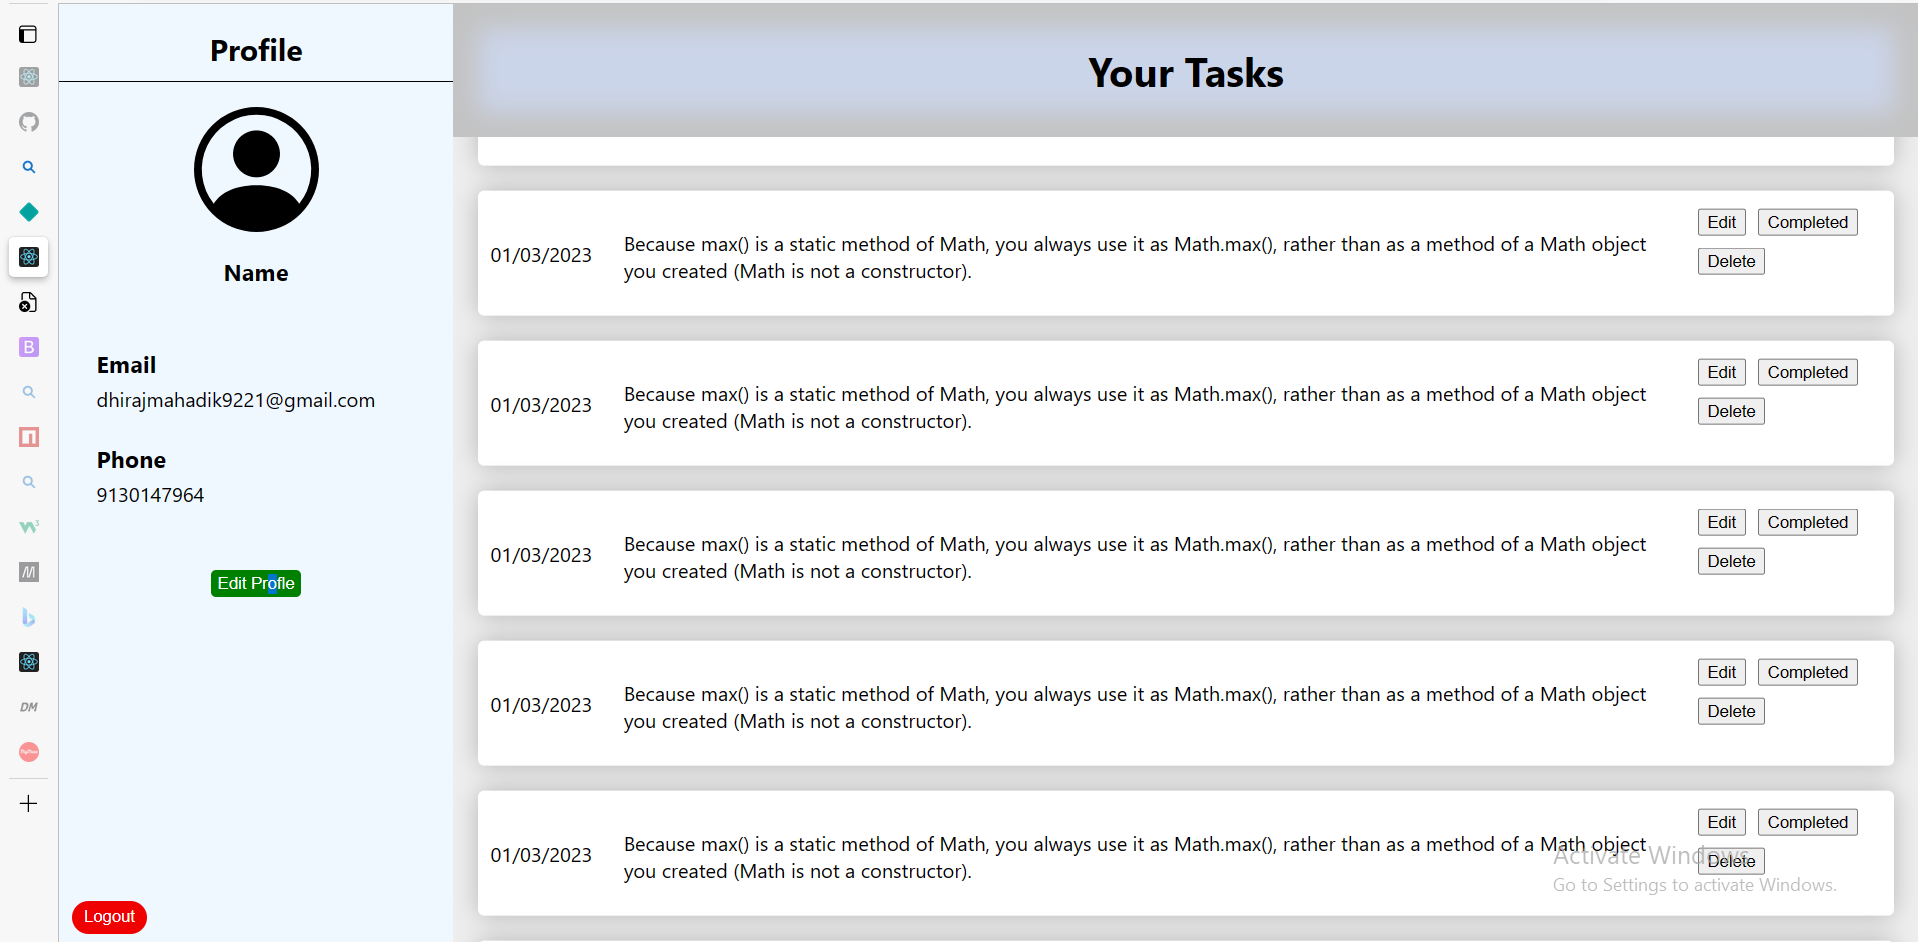 Profile
Name
Email
dhirajmahadik9221@gmail.com
Phone
9130147964
Edit Profle
Logout
Your Tasks
01/03/2023
Because max() is a static method of Math, you always use it as Math.max(), rather than as a method of a Math object
you created (Math is not a constructor).
Edit Completed
Delete
01/03/2023
Because max() is a static method of Math, you always use it as Math.max(), rather than as a method of a Math object
you created (Math is not a constructor).
Edit Completed
Delete
01/03/2023
Because max() is a static method of Math, you always use it as Math.max(), rather than as a method of a Math object
you created (Math is not a constructor).
Edit Completed
Delete
01/03/2023
Because max() is a static method of Math, you always use it as Math.max(), rather than as a method of a Math object
you created (Math is not a constructor).
Edit Completed
Delete
01/03/2023
Because max() is a static method of Math, you always use it as Math.max(), rather than as a method of a Math object
you created (Math is not a constructor).
Edit Completed
Delete
Activate Windows
Go to Settings to activate Windows.
B
W3
M
DM